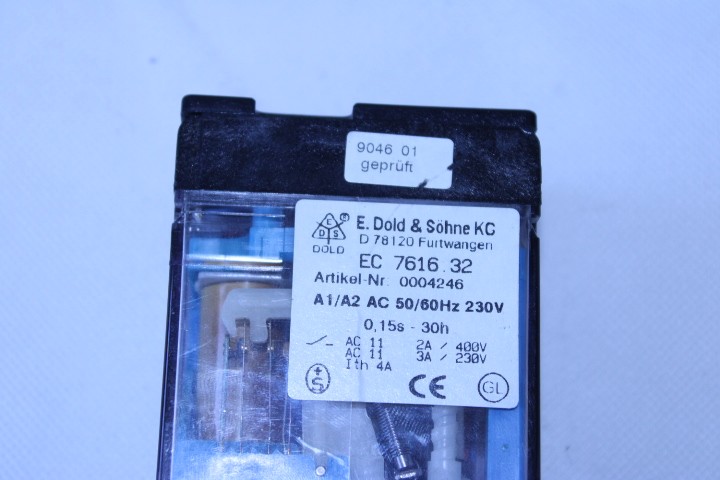 9046 01
geprüft
E D S
DOLD
E. Dold & Söhne KG
D 78120 Furtwangen
EC 7616.32
Artikel-Nr. 0004246
A1/A2 AC 50/60Hz 230V
0,15s - 30h
AC 11 2A / 400V
AC 11 3A / 230V
Ith 4A
+S
CE
GL